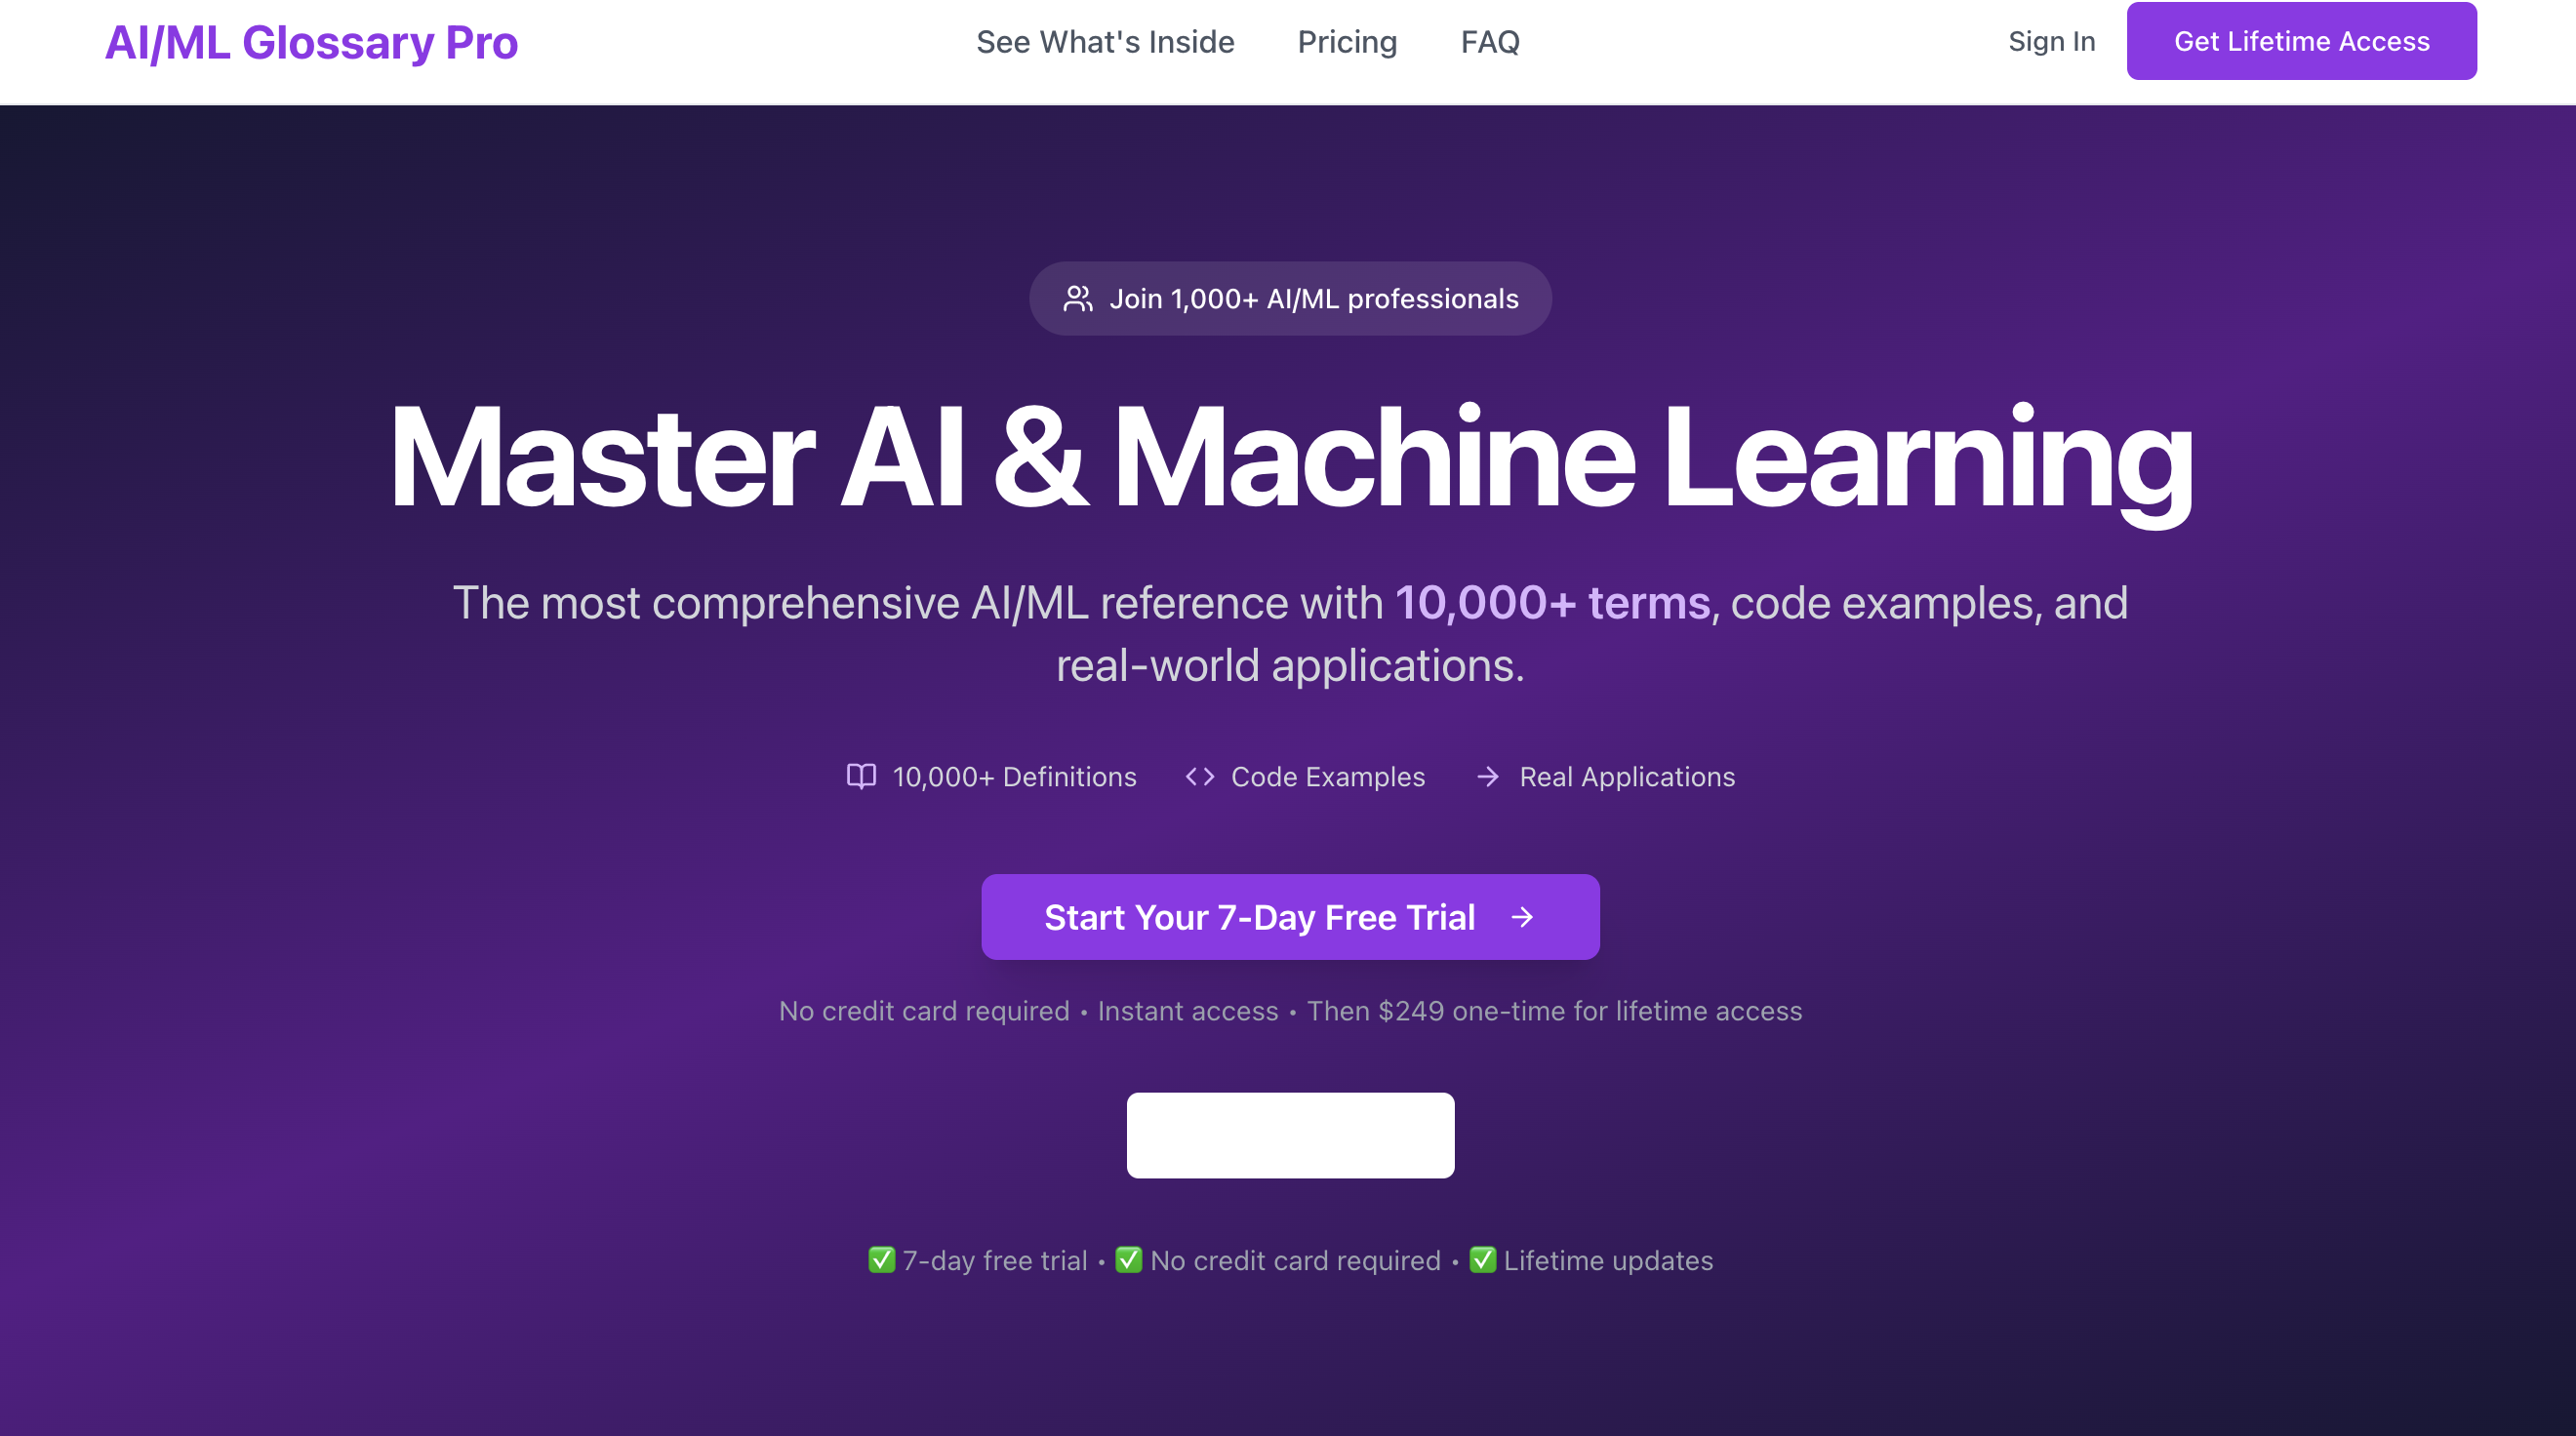 AI/ML Glossary Pro
See What's Inside
Pricing
FAQ
Sign In
Get Lifetime Access
Join 1,000+ AI/ML professionals
Master AI & Machine Learning
The most comprehensive AI/ML reference with 10,000+ terms, code examples, and
real-world applications.
10,000+ Definitions
Code Examples
Real Applications
Start Your 7-Day Free Trial →
No credit card required • Instant access • Then $249 one-time for lifetime access
✅ 7-day free trial • ✅ No credit card required • ✅ Lifetime updates